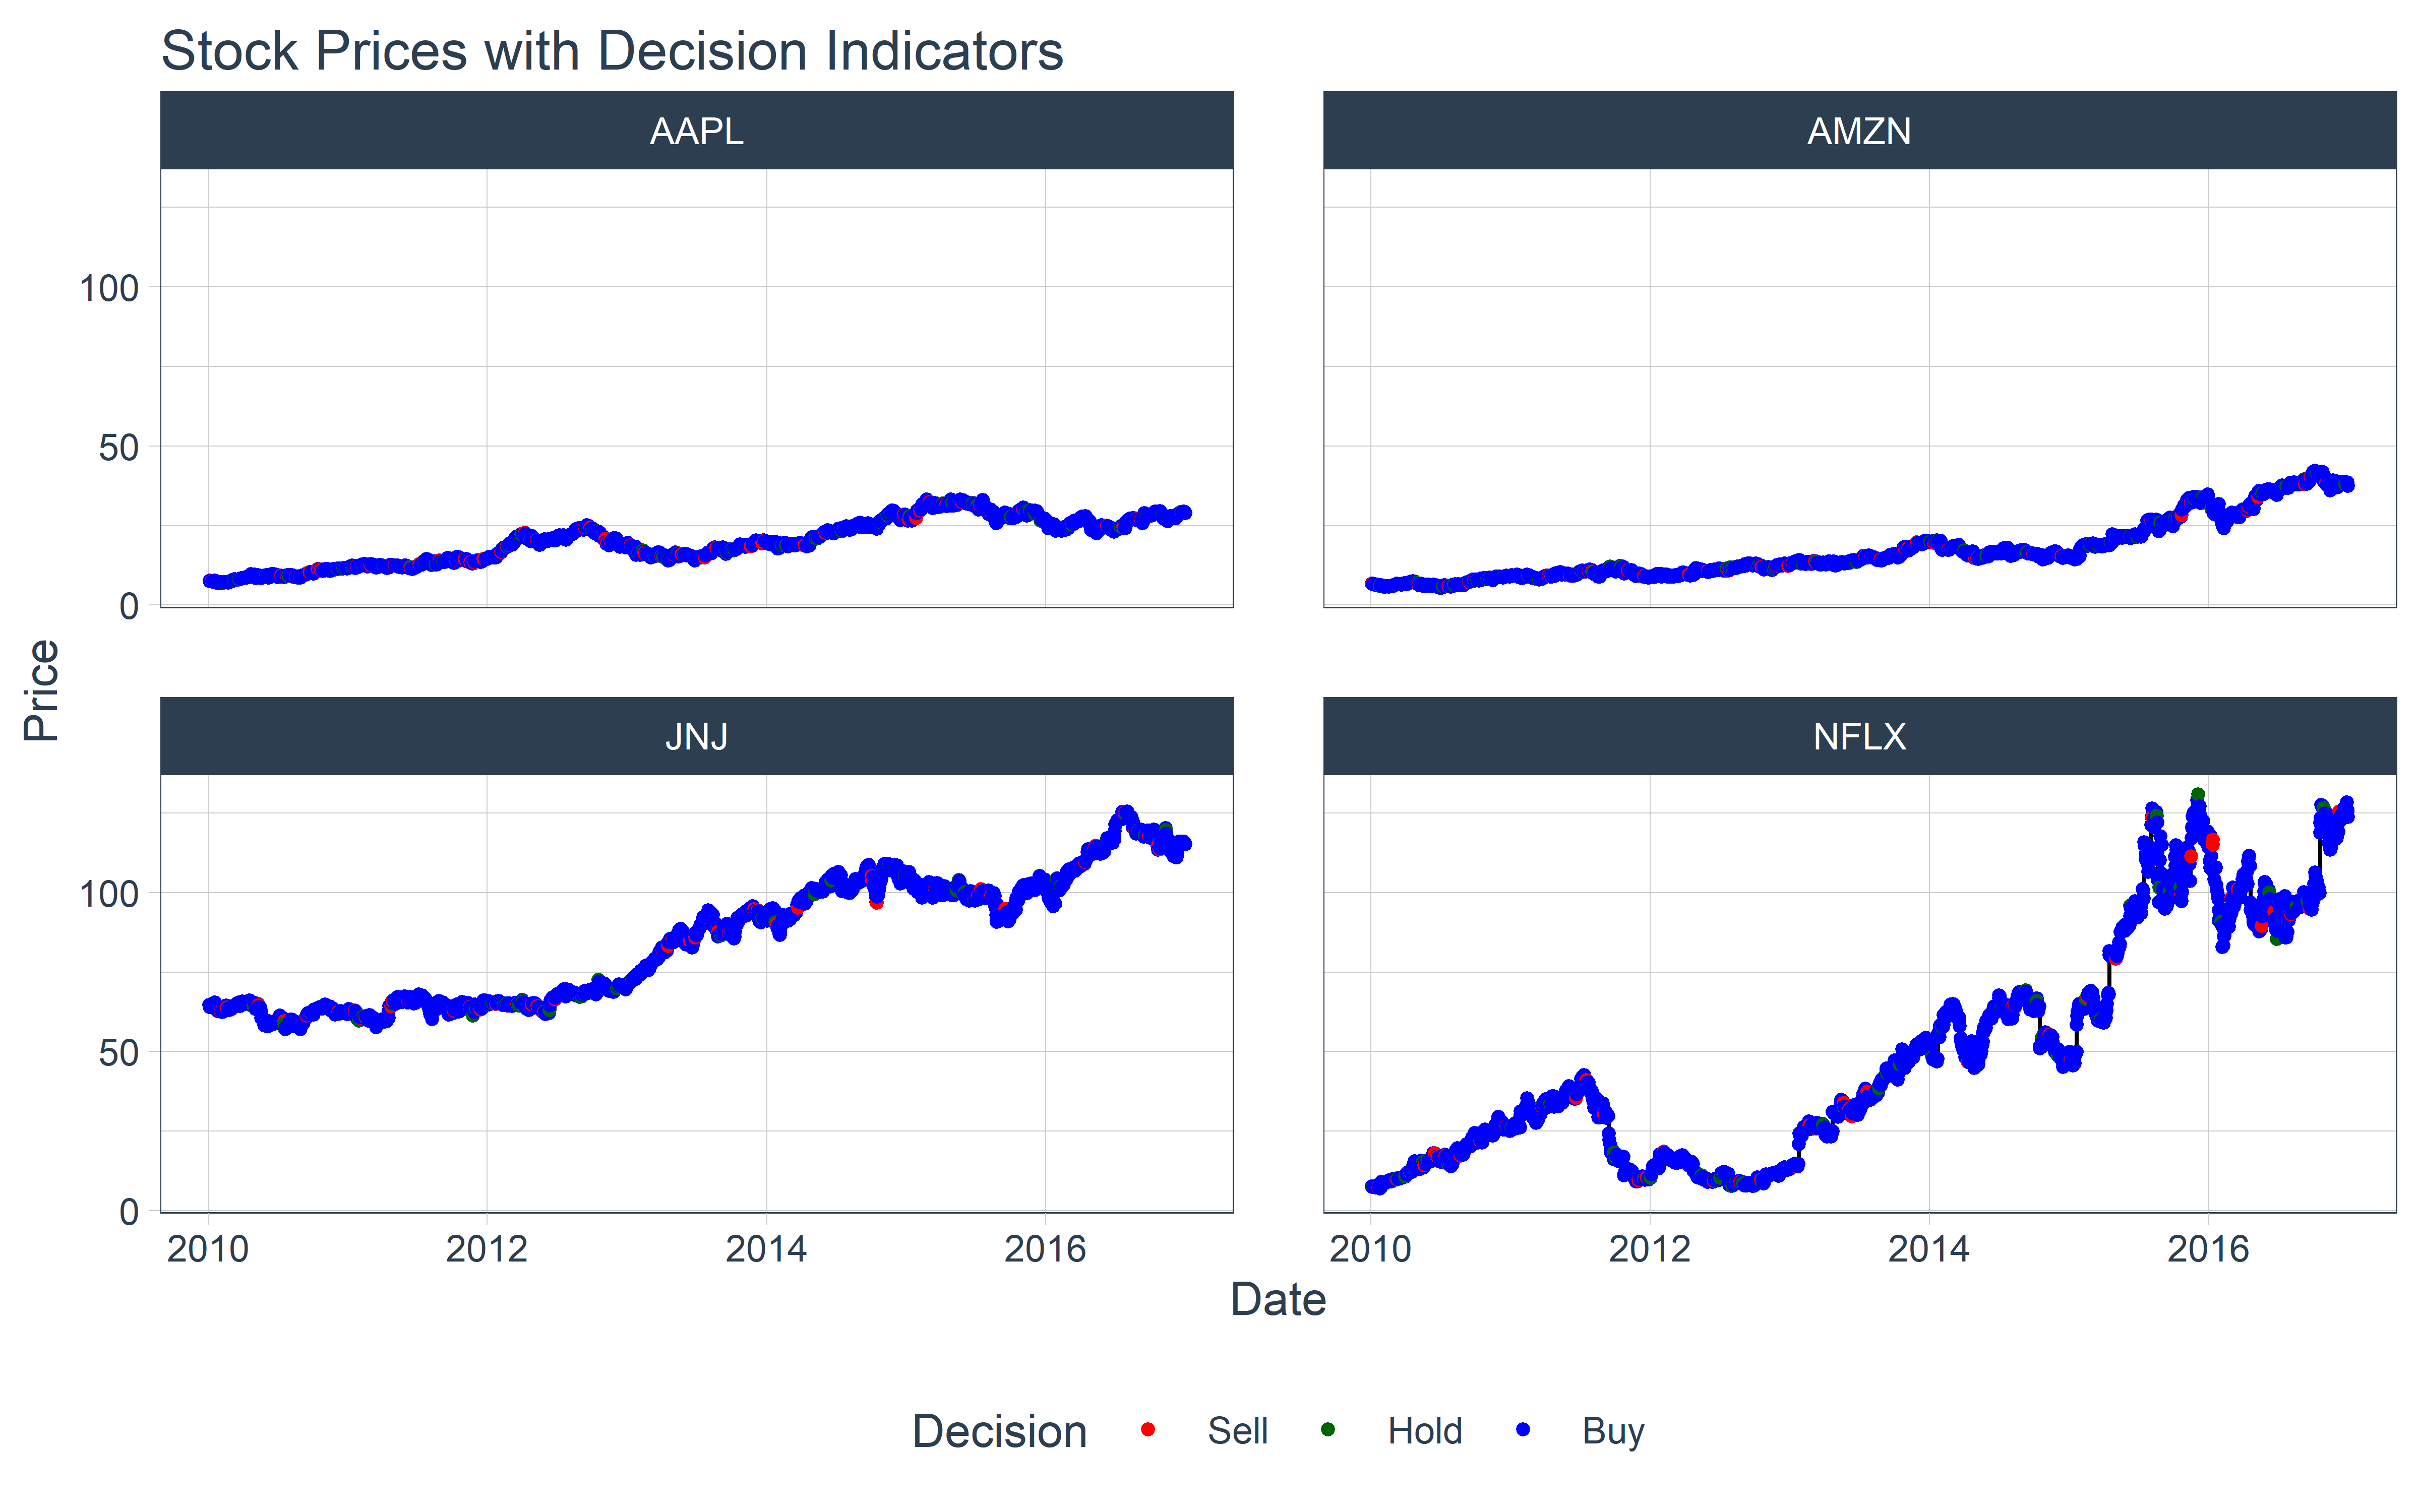 Stock Prices with Decision Indicators
AAPL
AMZN
100
50
0
Price
JNJ
NFLX
100
50
0
2010 2012 2014 2016 2010 2012 2014 2016
Date
Decision Sell Hold Buy